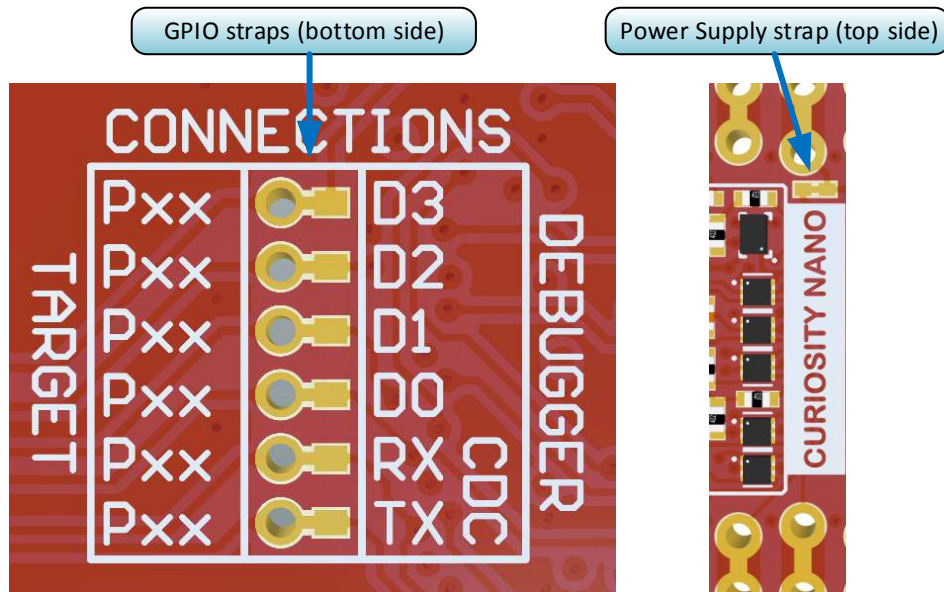 GPIO straps (bottom side)
Power Supply strap (top side)
CONNECTIONS
TARGET
Pxx D3
Pxx D2
Pxx D1
Pxx D0
Pxx RX
Pxx TX
CDC
DEBUGGER
CURIOSITY NANO